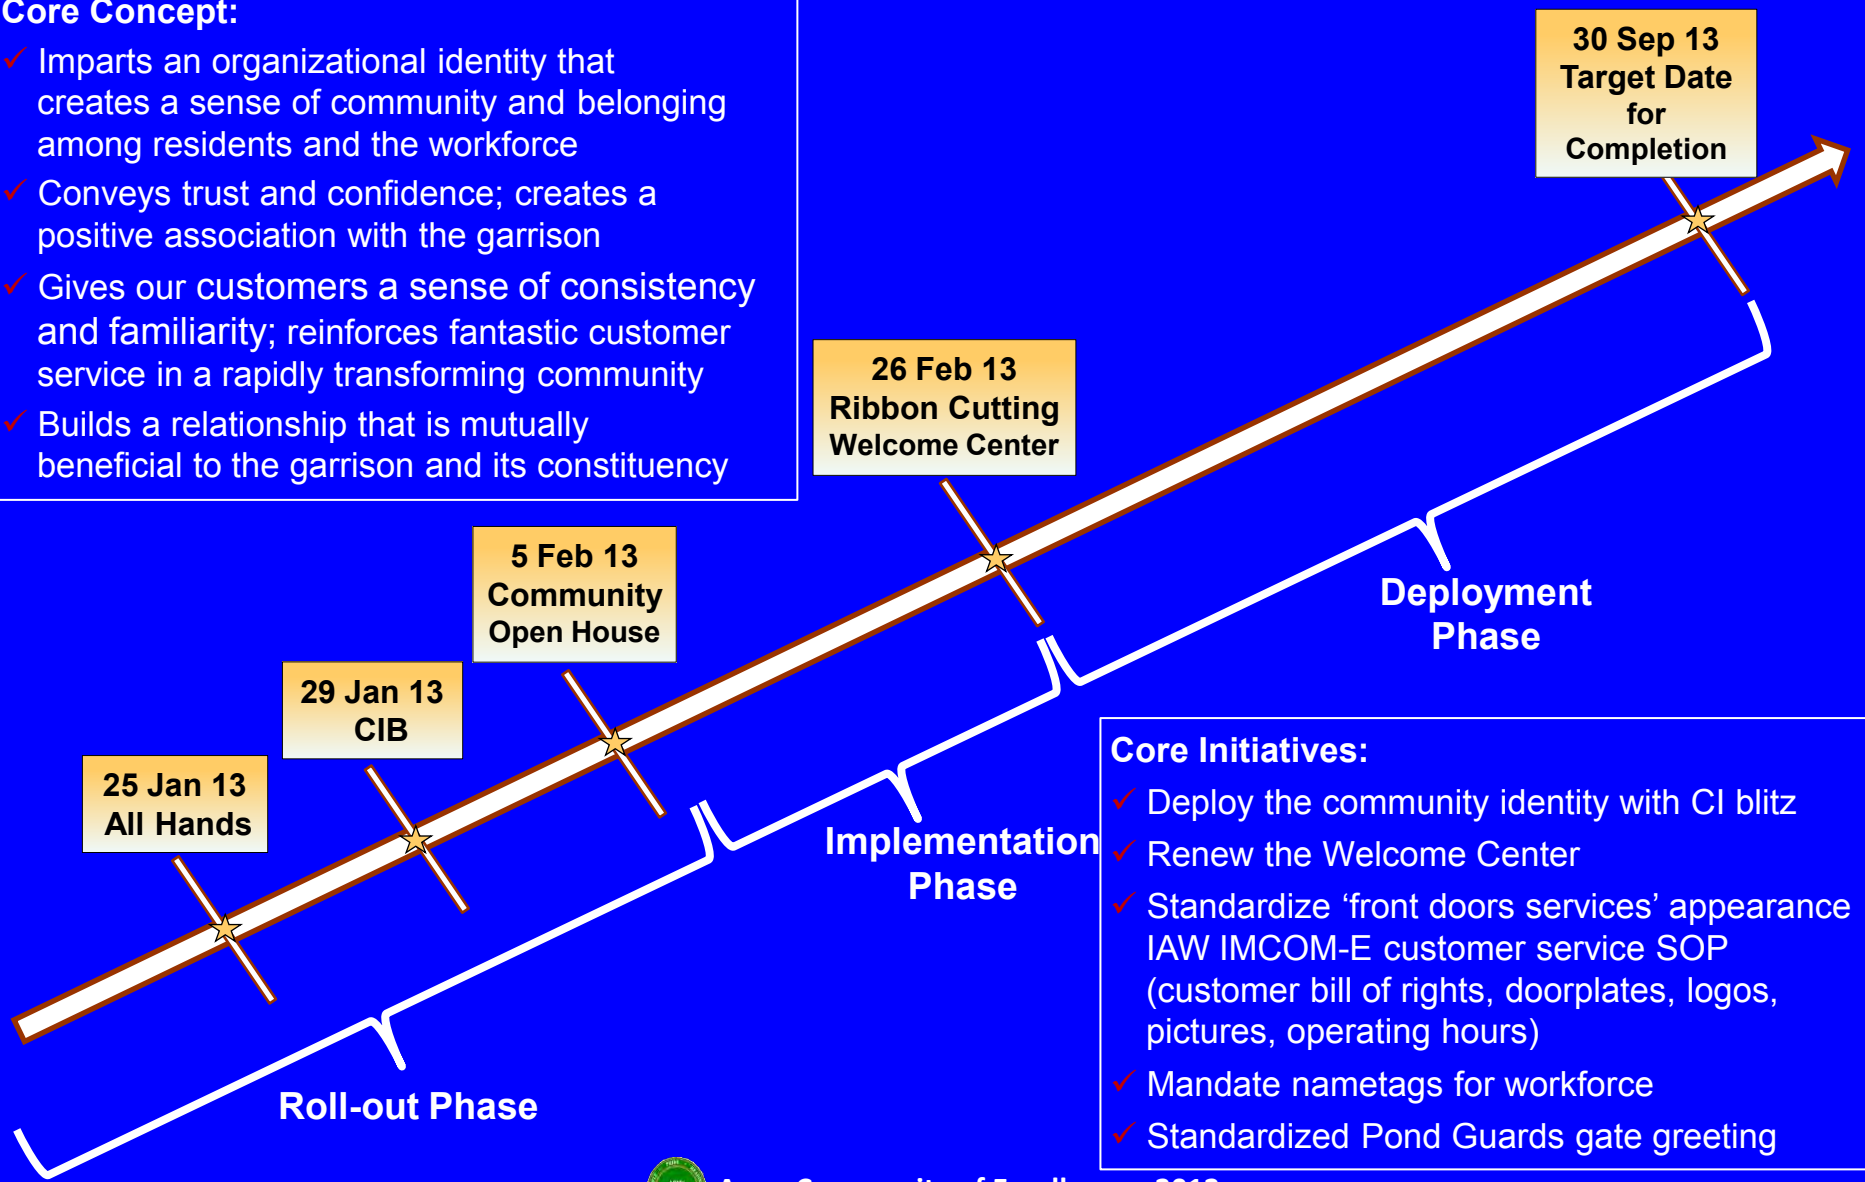 Core Concept:
✓ Imparts an organizational identity that
creates a sense of community and belonging
among residents and the workforce
✓ Conveys trust and confidence; creates a
positive association with the garrison
✓ Gives our customers a sense of consistency
and familiarity; reinforces fantastic customer
service in a rapidly transforming community
✓ Builds a relationship that is mutually
beneficial to the garrison and its constituency
30 Sep 13
Target Date
for
Completion
26 Feb 13
Ribbon Cutting
Welcome Center
5 Feb 13
Community
Open House
29 Jan 13
CIB
25 Jan 13
All Hands
Deployment
Phase
Implementation
Phase
Roll-out Phase
Core Initiatives:
✓ Deploy the community identity with CI blitz
✓ Renew the Welcome Center
✓ Standardize ‘front doors services’ appearance
IAW IMCOM-E customer service SOP
(customer bill of rights, doorplates, logos,
pictures, operating hours)
✓ Mandate nametags for workforce
✓ Standardized Pond Guards gate greeting